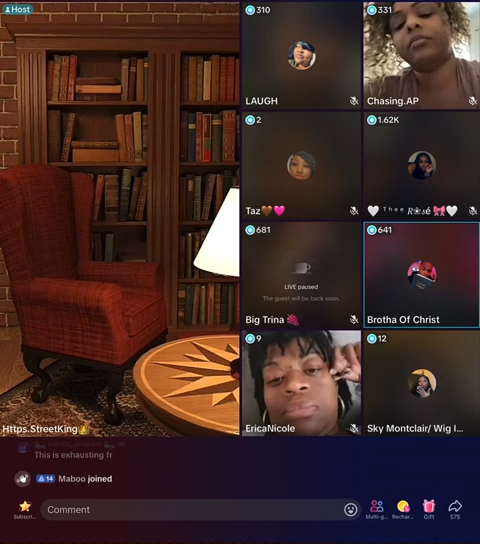 Host
310
LAUGH
331
Chasing.AP
2
Taz🤎🩷
1.62K
🤍 ᵀʰᵉᵉ 𝑅❀𝓈é 🎀🤍
681
LIVE paused
The guest will be back soon.
Big Trina 🍇
641
Brotha Of Christ
9
EricaNicole
12
Sky Montclair/ Wig I...
Https.StreetKing
This is exhausting fr
14 Maboo joined
Comment
Subscri...
Multi-g...
Rechar...
Gift
575